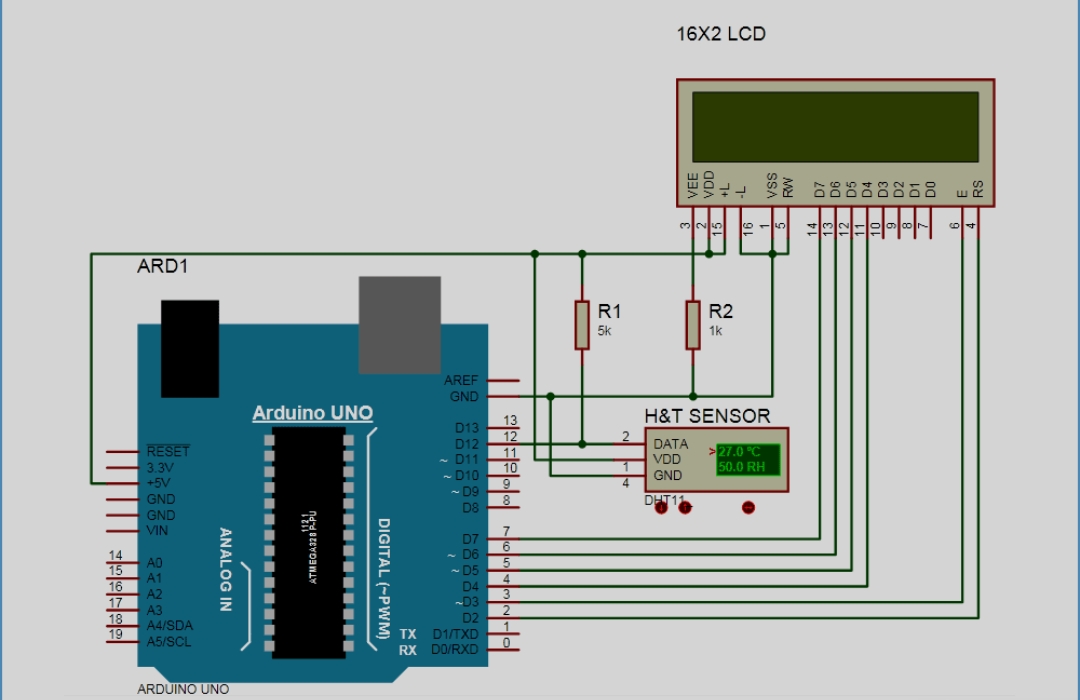 16X2 LCD
VEE VDD +L -L VSS RW D7 D6 D5 D4 D3 D2 D1 D0 E RS
3 2 15 16 1 5 14 13 12 11 10 9 8 7 6 4
ARD1
R1
5k
R2
1k
AREF
GND
Arduino UNO
D13 13
D12 12
~ D11 11
~ D10 10
~ D9 9
D8 8
H&T SENSOR
2 DATA
VDD
1 GND
4
>27.0 °C
50.0 RH
DHT11
RESET
3.3V
+5V
GND
GND
VIN
1121
ATMEGA328P-PU
ANALOG IN
DIGITAL (~PWM)
D7 7
~ D6 6
~ D5 5
D4 4
~D3 3
D2 2
TX D1/TXD 1
RX D0/RXD 0
14 A0
15 A1
16 A2
17 A3
18 A4/SDA
19 A5/SCL
ARDUINO UNO